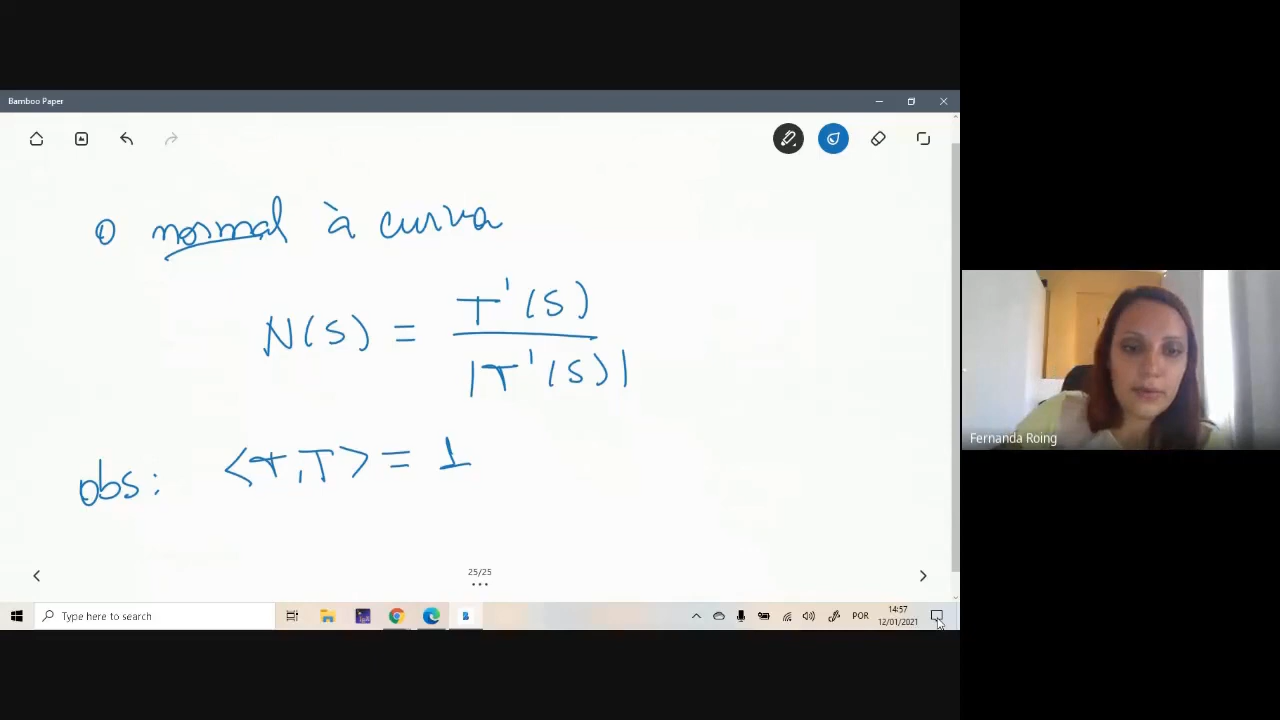 Bamboo Paper
o normal à curva
N(S) = T'(S)
|T'(S)|
obs: <T,T> = 1
Fernanda Roing
25/25
Type here to search
POR
14:57
12/01/2021